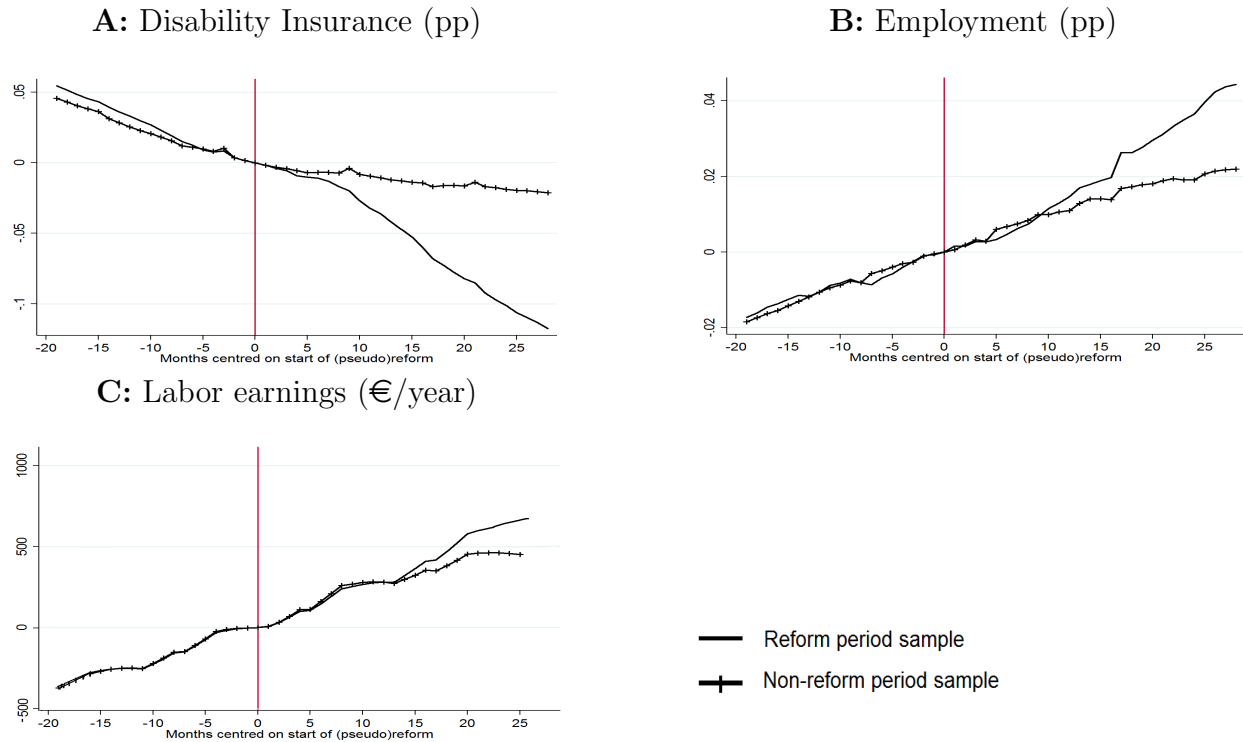 A: Disability Insurance (pp)
.05
0
-.05
-.1
-20 -15 -10 -5 0 5 10 15 20 25
Months centred on start of (pseudo)reform
B: Employment (pp)
.04
.02
0
-.02
-20 -15 -10 -5 0 5 10 15 20 25
Months centred on start of (pseudo)reform
C: Labor earnings (€/year)
1000
500
0
-500
-20 -15 -10 -5 0 5 10 15 20 25
Months centred on start of (pseudo)reform
Reform period sample
Non-reform period sample